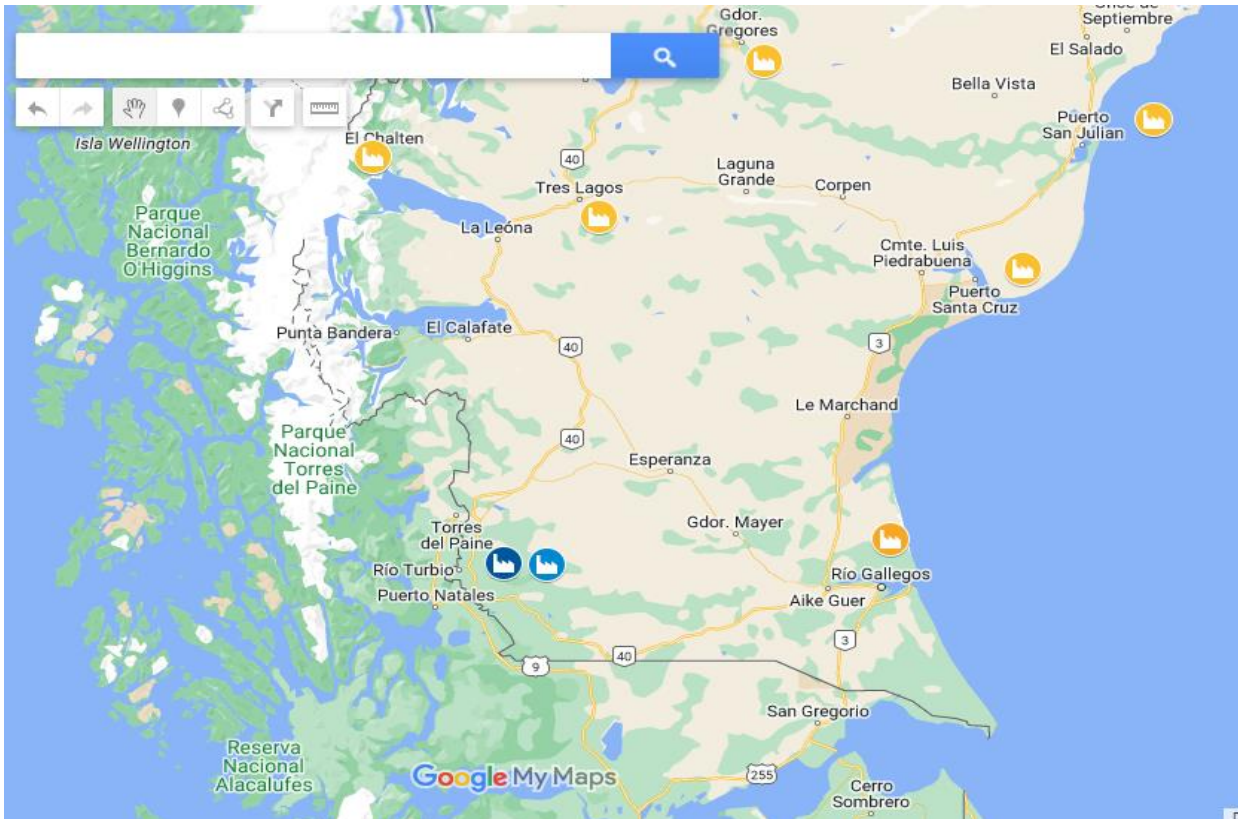 Once de
Septiembre
Gdor.
Gregores
El Salado
Bella Vista
Puerto
San Julian
Isla Wellington
El Chalten
40
Laguna
Grande
Tres Lagos
Corpen
Parque
Nacional
Bernardo
O'Higgins
La Leóna
Cmte. Luis
Piedrabuena
Puerto
Santa Cruz
Punta Bandera
El Calafate
40
3
Le Marchand
Parque
Nacional
Torres
del Paine
40
Esperanza
Torres
del Paine
Gdor. Mayer
Río Turbio
Río Gallegos
Puerto Natales
Aike Guer
3
9
40
San Gregorio
Reserva
Nacional
Alacalufes
Google My Maps
255
Cerro
Sombrero